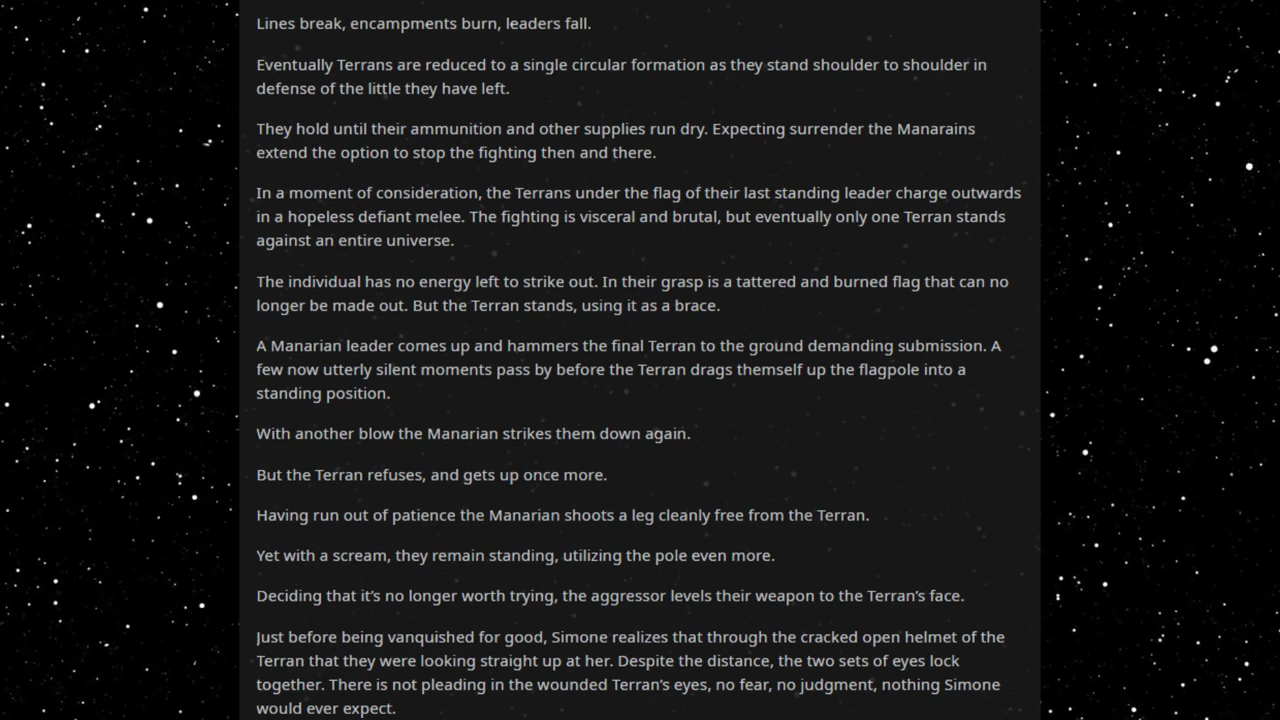 Lines break, encampments burn, leaders fall.
Eventually Terrans are reduced to a single circular formation as they stand shoulder to shoulder in
defense of the little they have left.
They hold until their ammunition and other supplies run dry. Expecting surrender the Manarains
extend the option to stop the fighting then and there.
In a moment of consideration, the Terrans under the flag of their last standing leader charge outwards
in a hopeless defiant melee. The fighting is visceral and brutal, but eventually only one Terran stands
against an entire universe.
The individual has no energy left to strike out. In their grasp is a tattered and burned flag that can no
longer be made out. But the Terran stands, using it as a brace.
A Manarian leader comes up and hammers the final Terran to the ground demanding submission. A
few now utterly silent moments pass by before the Terran drags themself up the flagpole into a
standing position.
With another blow the Manarian strikes them down again.
But the Terran refuses, and gets up once more.
Having run out of patience the Manarian shoots a leg cleanly free from the Terran.
Yet with a scream, they remain standing, utilizing the pole even more.
Deciding that it’s no longer worth trying, the aggressor levels their weapon to the Terran’s face.
Just before being vanquished for good, Simone realizes that through the cracked open helmet of the
Terran that they were looking straight up at her. Despite the distance, the two sets of eyes lock
together. There is not pleading in the wounded Terran’s eyes, no fear, no judgment, nothing Simone
would ever expect.